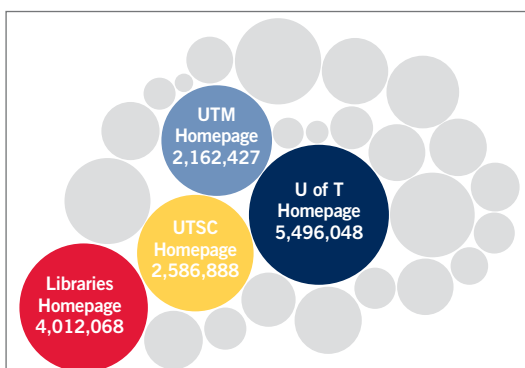 UTM
Homepage
2,162,427
U of T
Homepage
5,496,048
UTSC
Homepage
2,586,888
Libraries
Homepage
4,012,068